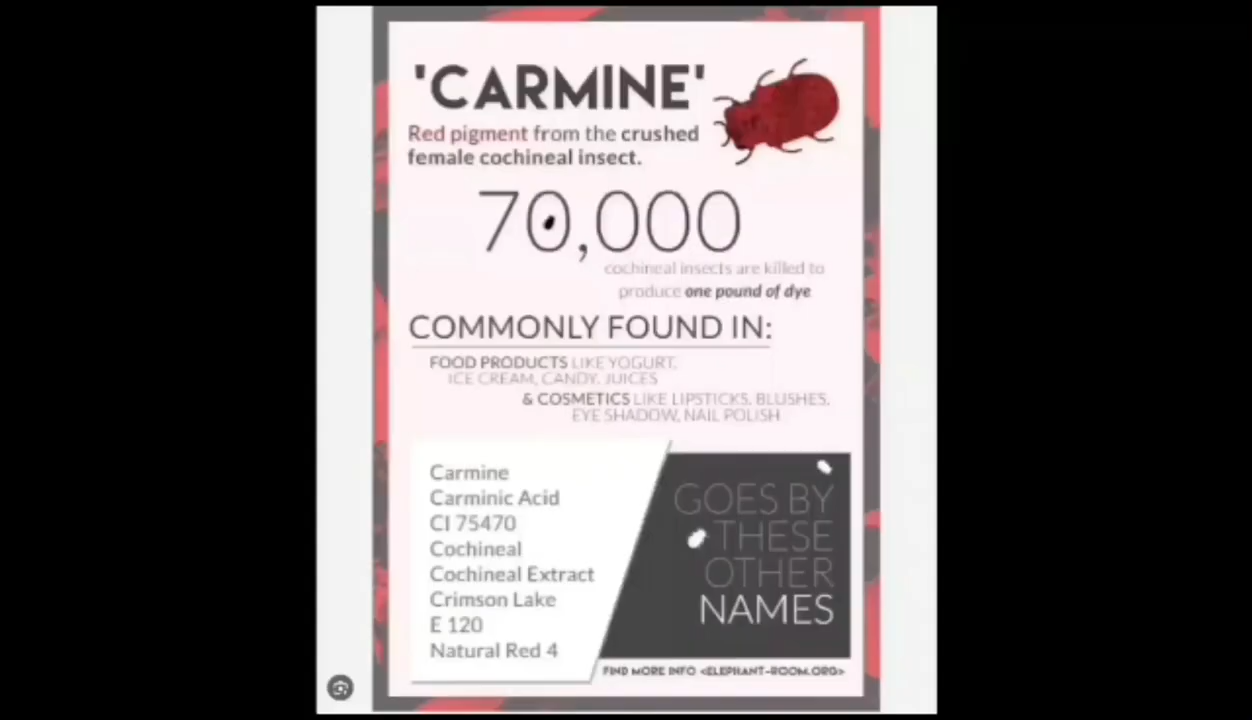 'CARMINE'
Red pigment from the crushed
female cochineal insect.
70,000
cochineal insects are killed to
produce one pound of dye
COMMONLY FOUND IN:
FOOD PRODUCTS LIKE YOGURT,
ICE CREAM, CANDY, JUICES
& COSMETICS LIKE LIPSTICKS, BLUSHES,
EYE SHADOW, NAIL POLISH
Carmine
Carminic Acid
CI 75470
Cochineal
Cochineal Extract
Crimson Lake
E 120
Natural Red 4
GOES BY
THESE
OTHER
NAMES
FIND MORE INFO <ELEPHANT-ROOM.ORG>